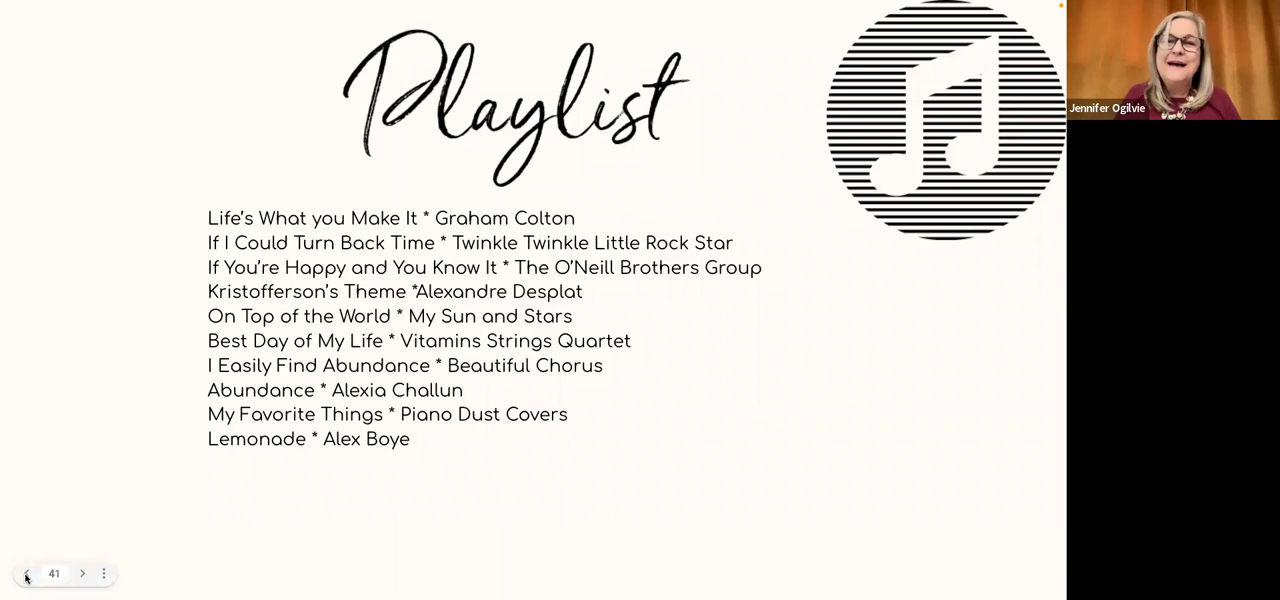 Playlist
Life's What you Make It * Graham Colton
If I Could Turn Back Time * Twinkle Twinkle Little Rock Star
If You're Happy and You Know It * The O'Neill Brothers Group
Kristofferson's Theme *Alexandre Desplat
On Top of the World * My Sun and Stars
Best Day of My Life * Vitamins Strings Quartet
I Easily Find Abundance * Beautiful Chorus
Abundance * Alexia Challun
My Favorite Things * Piano Dust Covers
Lemonade * Alex Boye
Jennifer Ogilvie
41